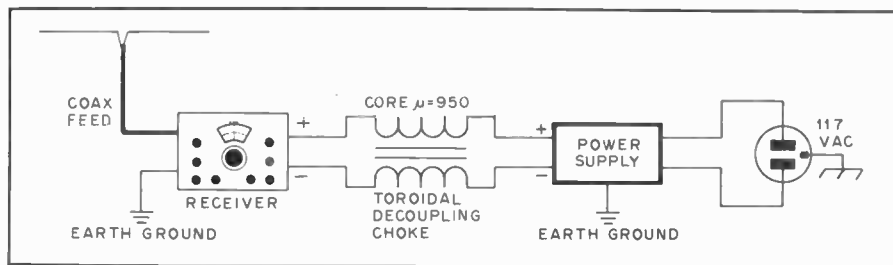 COAX
FEED
RECEIVER
EARTH GROUND
+
−
CORE μ=950
TOROIDAL
DECOUPLING
CHOKE
+
−
POWER
SUPPLY
EARTH GROUND
117
VAC